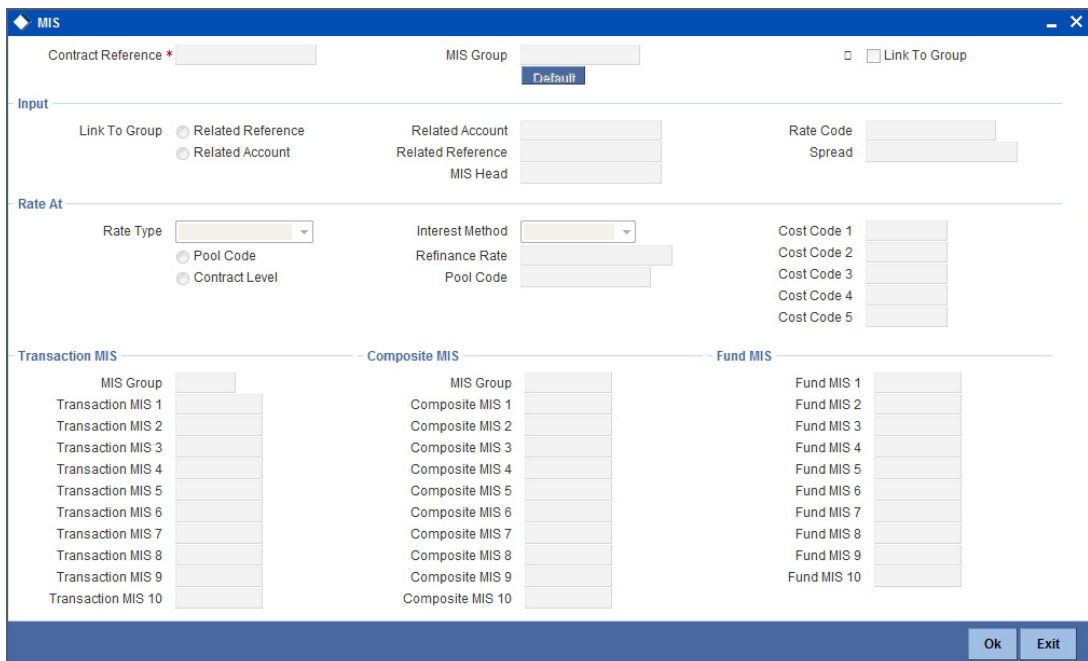 MIS
Contract Reference * MIS Group Link To Group
Default
Input
Link To Group Related Reference Related Account Rate Code
Related Account Related Reference Spread
MIS Head
Rate At
Rate Type Interest Method Cost Code 1
Pool Code Refinance Rate Cost Code 2
Contract Level Pool Code Cost Code 3
Cost Code 4
Cost Code 5
Transaction MIS Composite MIS Fund MIS
MIS Group MIS Group Fund MIS 1
Transaction MIS 1 Composite MIS 1 Fund MIS 2
Transaction MIS 2 Composite MIS 2 Fund MIS 3
Transaction MIS 3 Composite MIS 3 Fund MIS 4
Transaction MIS 4 Composite MIS 4 Fund MIS 5
Transaction MIS 5 Composite MIS 5 Fund MIS 6
Transaction MIS 6 Composite MIS 6 Fund MIS 7
Transaction MIS 7 Composite MIS 7 Fund MIS 8
Transaction MIS 8 Composite MIS 8 Fund MIS 9
Transaction MIS 9 Composite MIS 9 Fund MIS 10
Transaction MIS 10 Composite MIS 10
Ok Exit